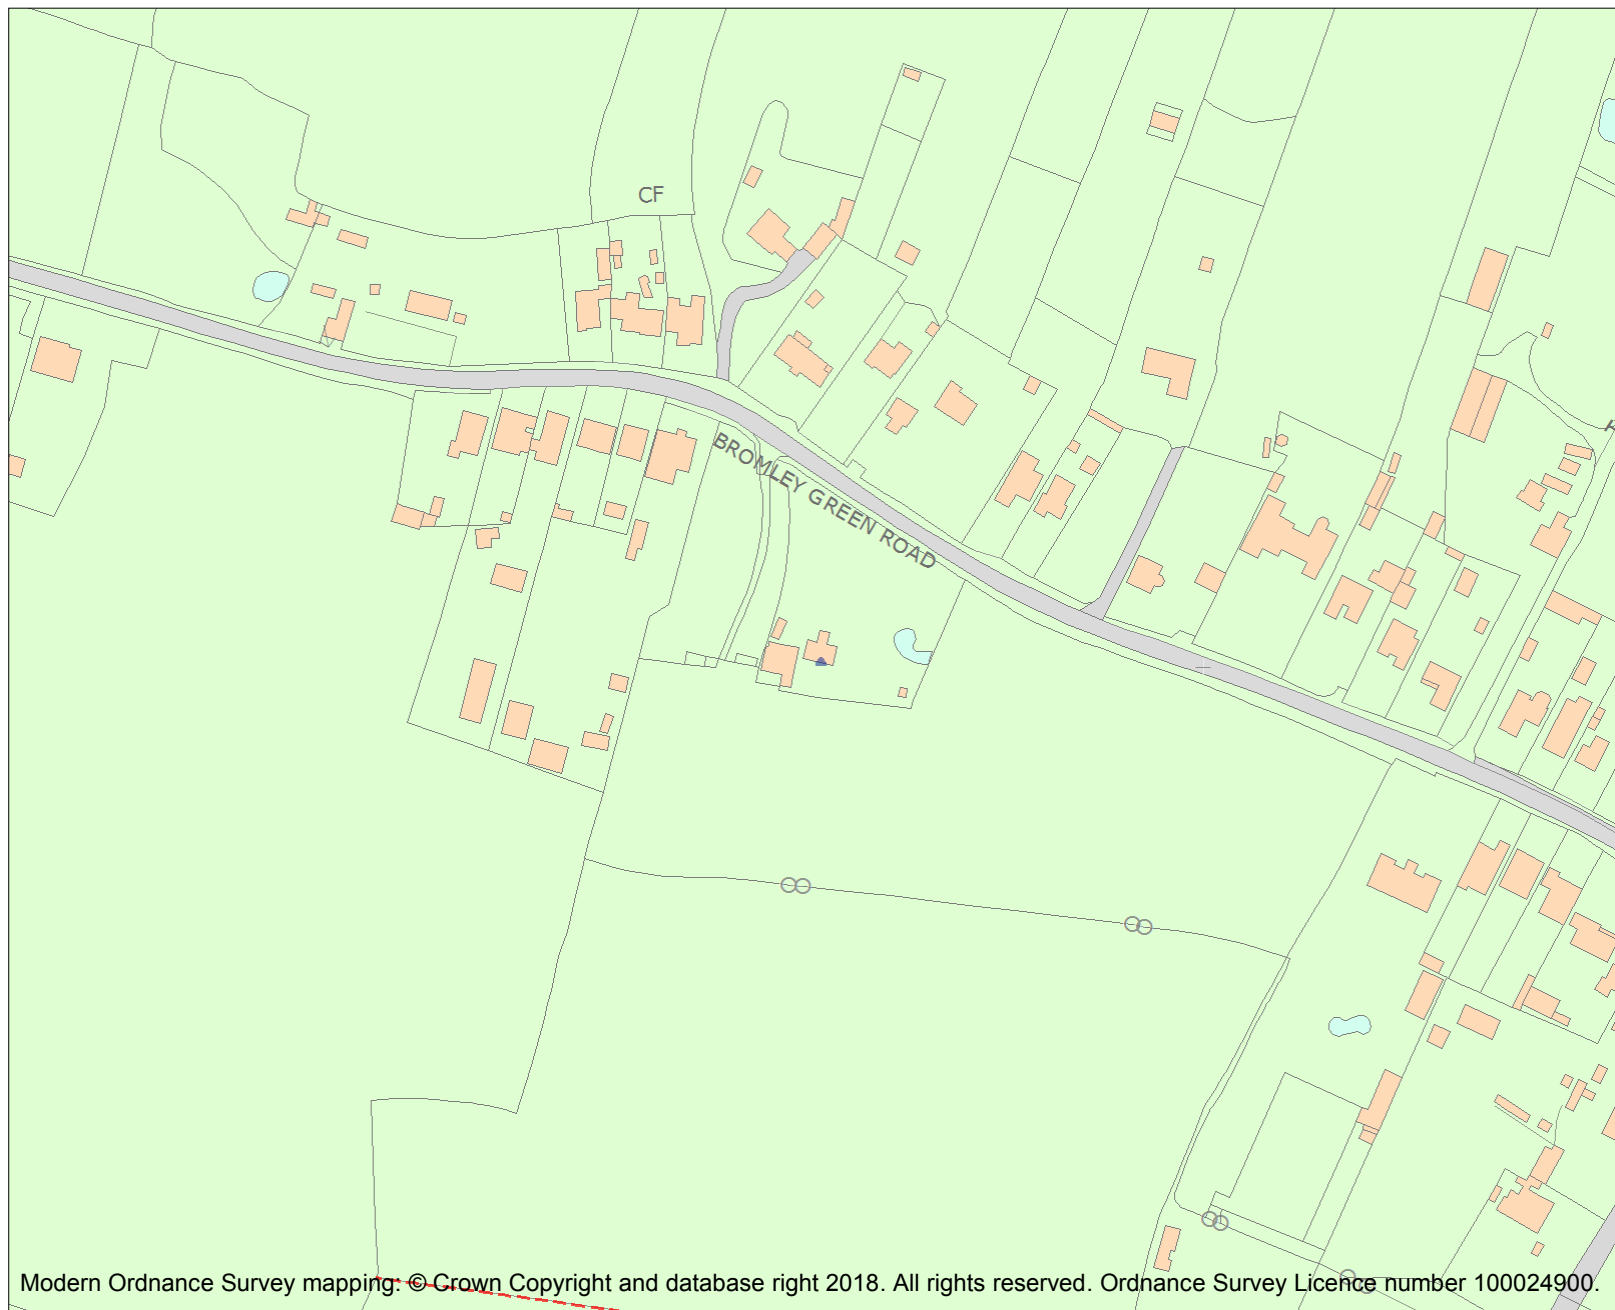 CF
BROMLEY GREEN ROAD
Modern Ordnance Survey mapping: © Crown Copyright and database right 2018. All rights reserved. Ordnance Survey Licence number 100024900.